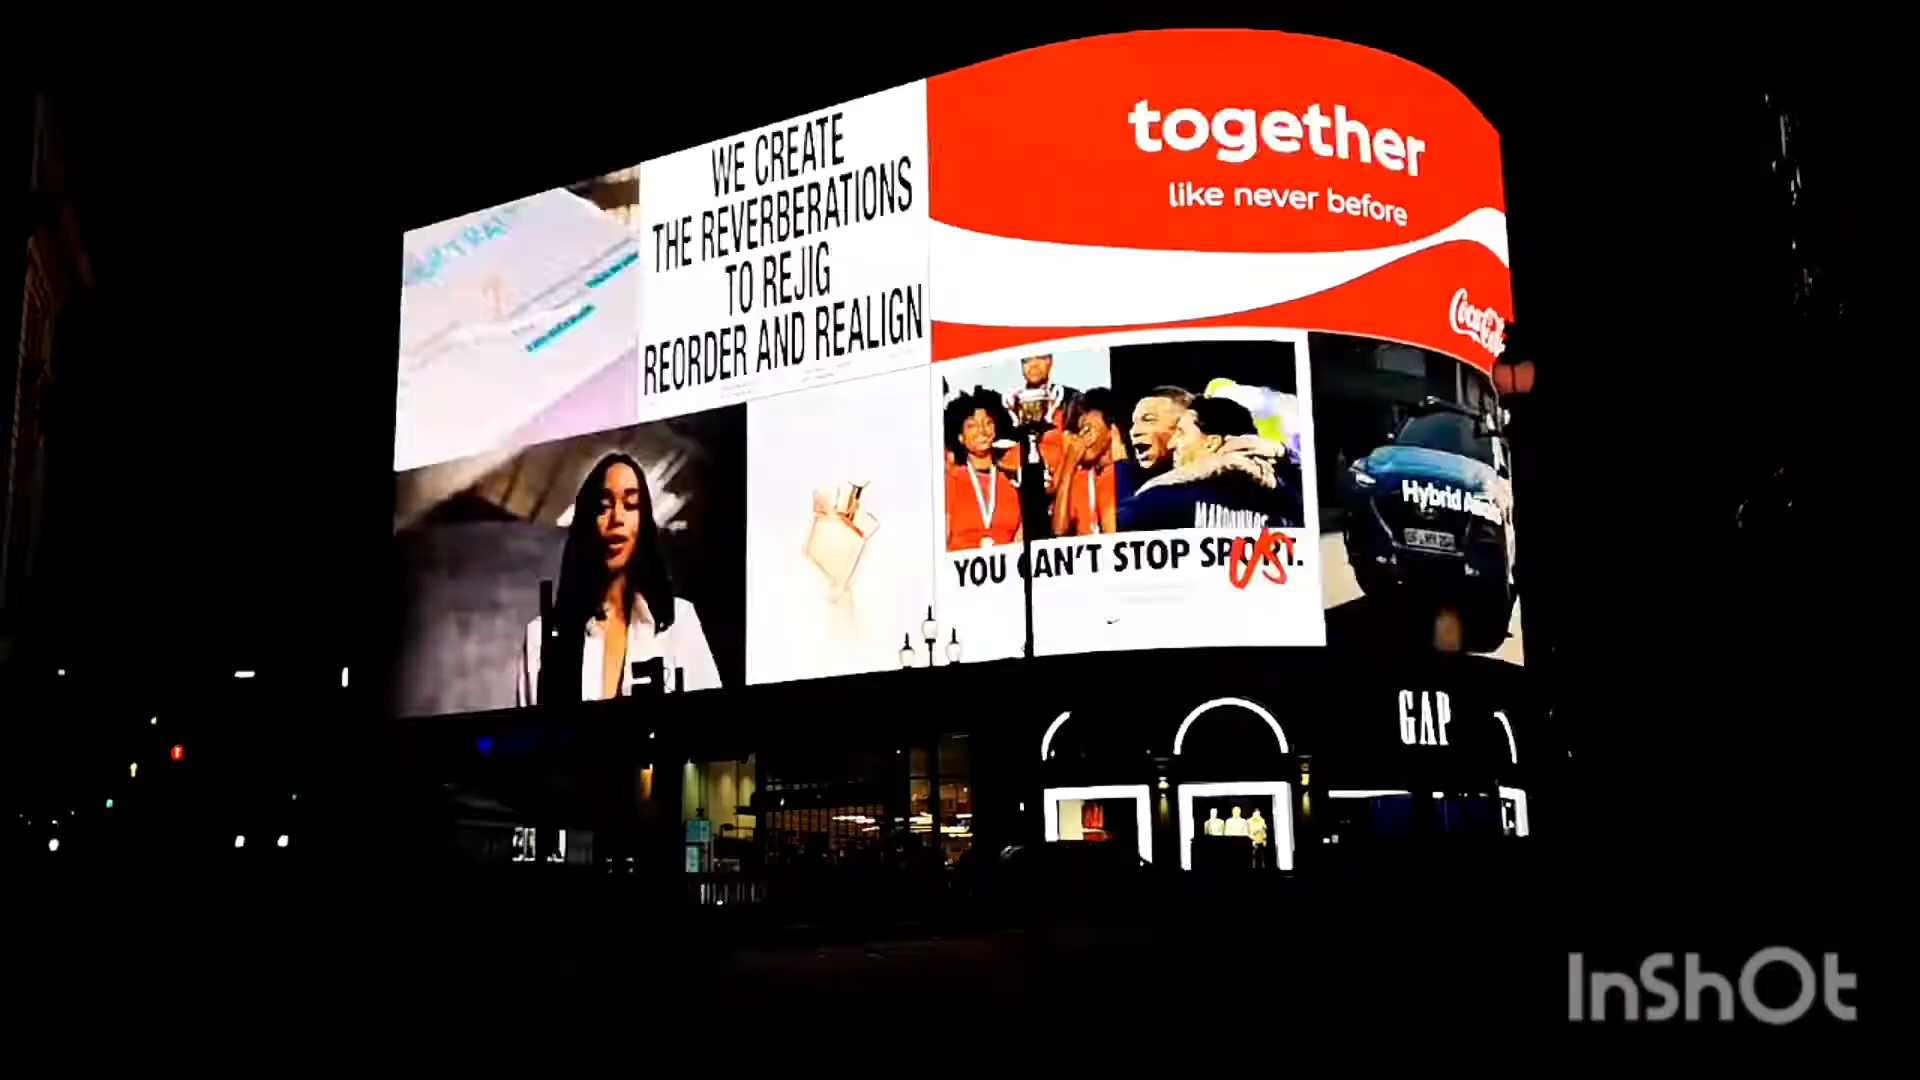 WE CREATE
THE REVERBERATIONS
TO REJIG
REORDER AND REALIGN
together
like never before
Coca-Cola
YOU CAN'T STOP SPORT.
US
Hybrid
GAP
InShOt